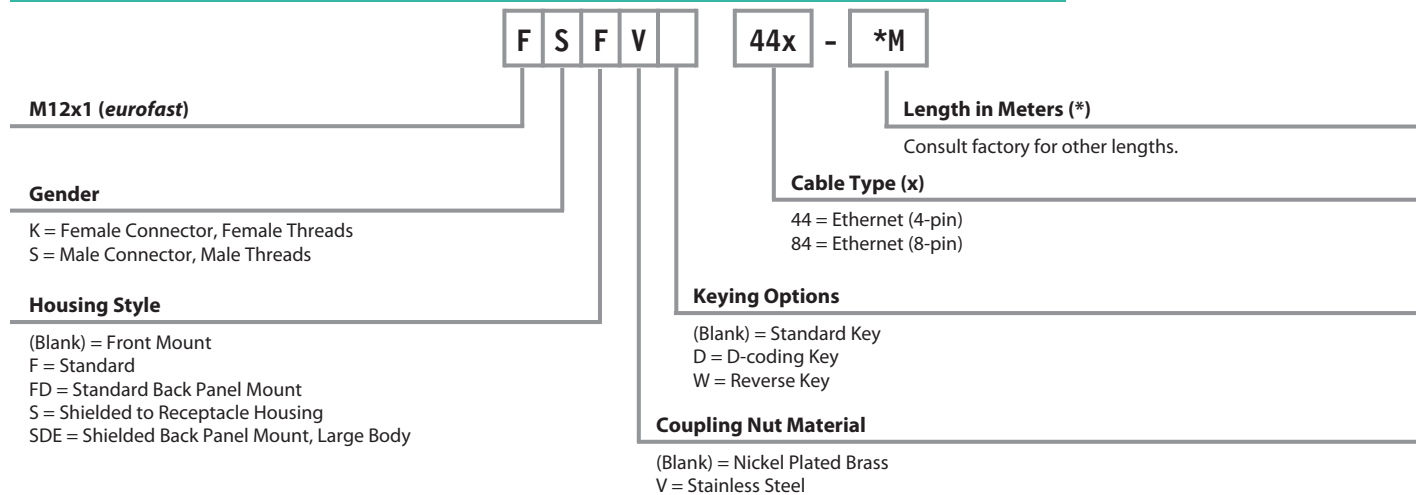 F S F V 44x - *M
M12x1 (eurofast)
Length in Meters (*)
Consult factory for other lengths.
Cable Type (x)
44 = Ethernet (4-pin)
84 = Ethernet (8-pin)
Gender
K = Female Connector, Female Threads
S = Male Connector, Male Threads
Keying Options
(Blank) = Standard Key
D = D-coding Key
W = Reverse Key
Housing Style
(Blank) = Front Mount
F = Standard
FD = Standard Back Panel Mount
S = Shielded to Receptacle Housing
SDE = Shielded Back Panel Mount, Large Body
Coupling Nut Material
(Blank) = Nickel Plated Brass
V = Stainless Steel